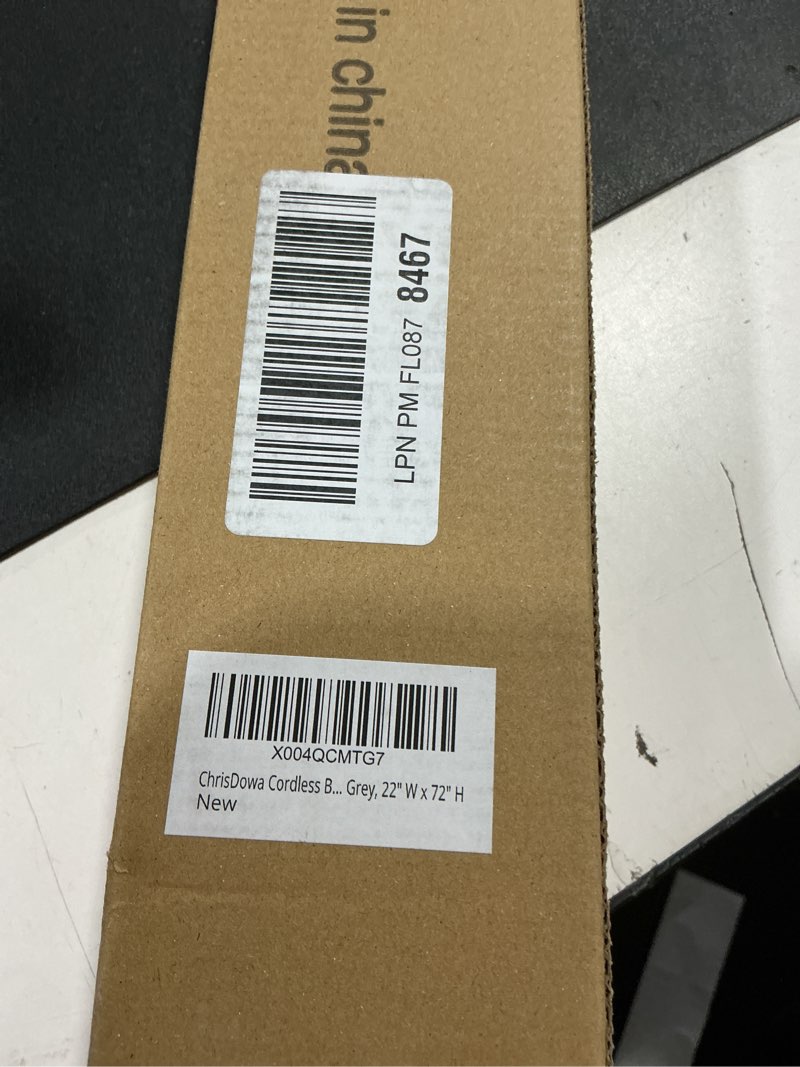 in china
LPN PM FL087 8467
X004QCMTG7
ChrisDowa Cordless B... Grey, 22" W x 72" H
New